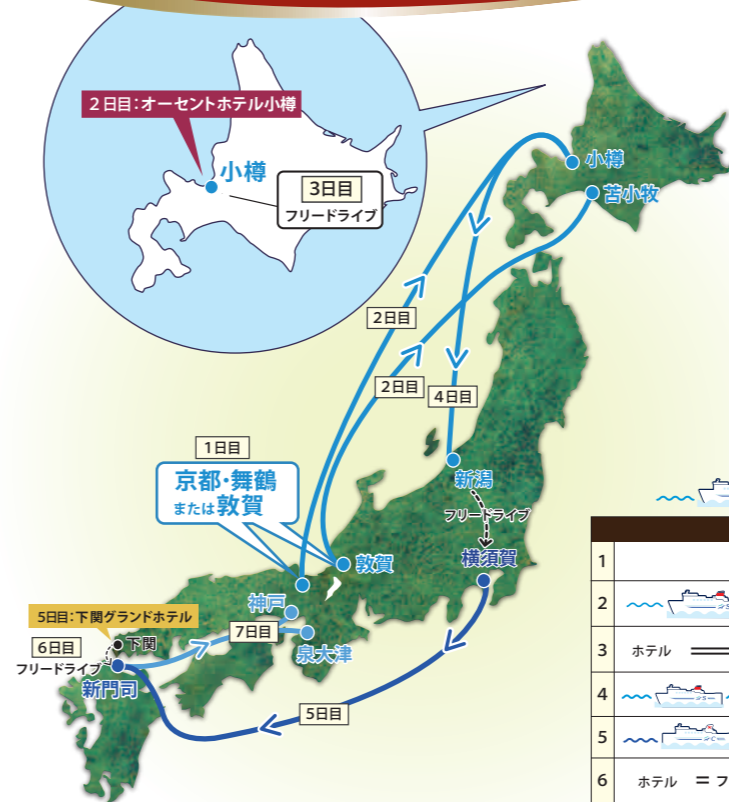 2日目:オーセントホテル小樽
小樽
3日目
フリードライブ
小樽
苫小牧
2日目
2日目
4日目
1日目
京都・舞鶴
または敦賀
新潟
フリードライブ
横須賀
敦賀
神戸
5日目:下関グランドホテル
7日目
泉大津
6日目
下関
フリードライブ
新門司
5日目
1
2
3 ホテル
4
5
6 ホテル = フ